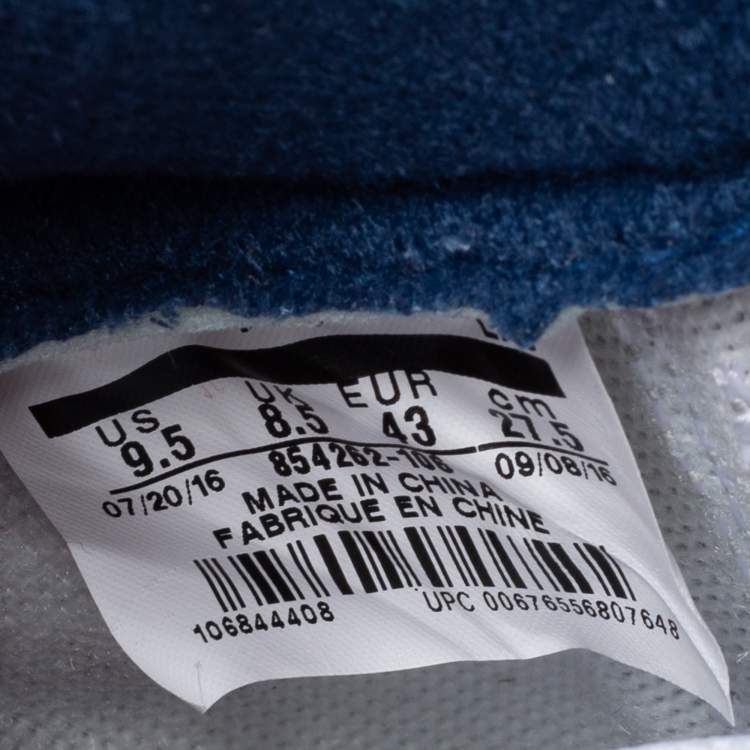 US UK EUR cm
9.5 8.5 43 27.5
07/20/16 854262-106 09/08/16
MADE IN CHINA
FABRIQUE EN CHINE
106844408 UPC 00676556807648